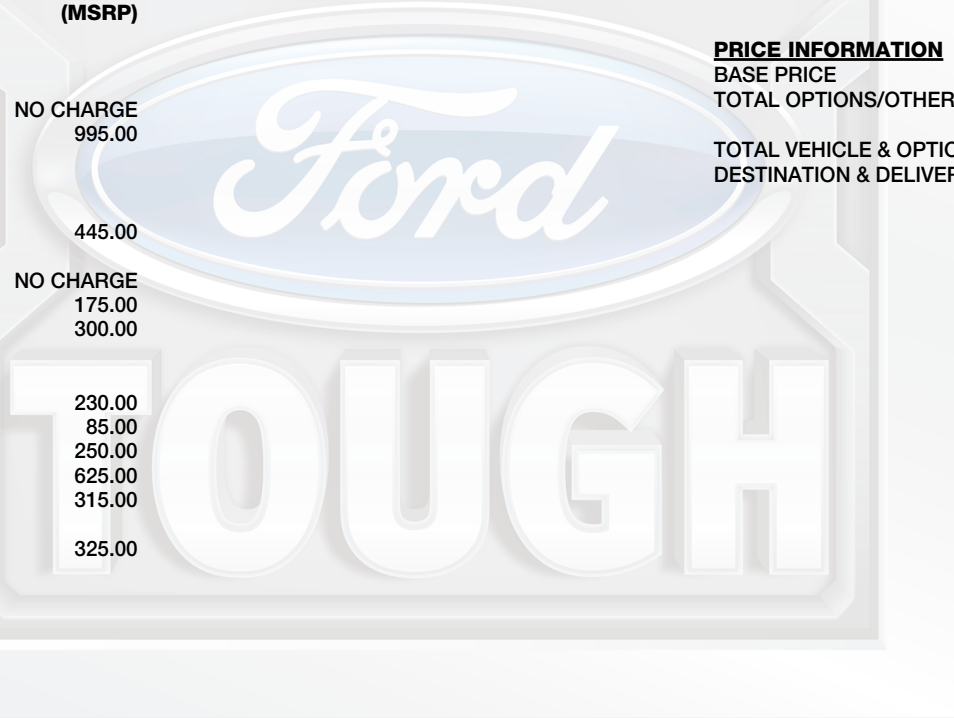 (MSRP)
NO CHARGE
995.00
445.00
NO CHARGE
175.00
300.00
230.00
85.00
250.00
625.00
315.00
325.00
PRICE INFORMATION
BASE PRICE
TOTAL OPTIONS/OTHER
TOTAL VEHICLE & OPTIO
DESTINATION & DELIVER
Ford
TOUGH